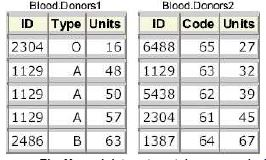 Blood.Donors1 Blood.Donors2
ID Type Units ID Code Units
2304 O 16 6488 65 27
1129 A 48 1129 63 32
1129 A 50 5438 62 39
1129 A 57 2304 61 45
2486 B 63 1387 64 67